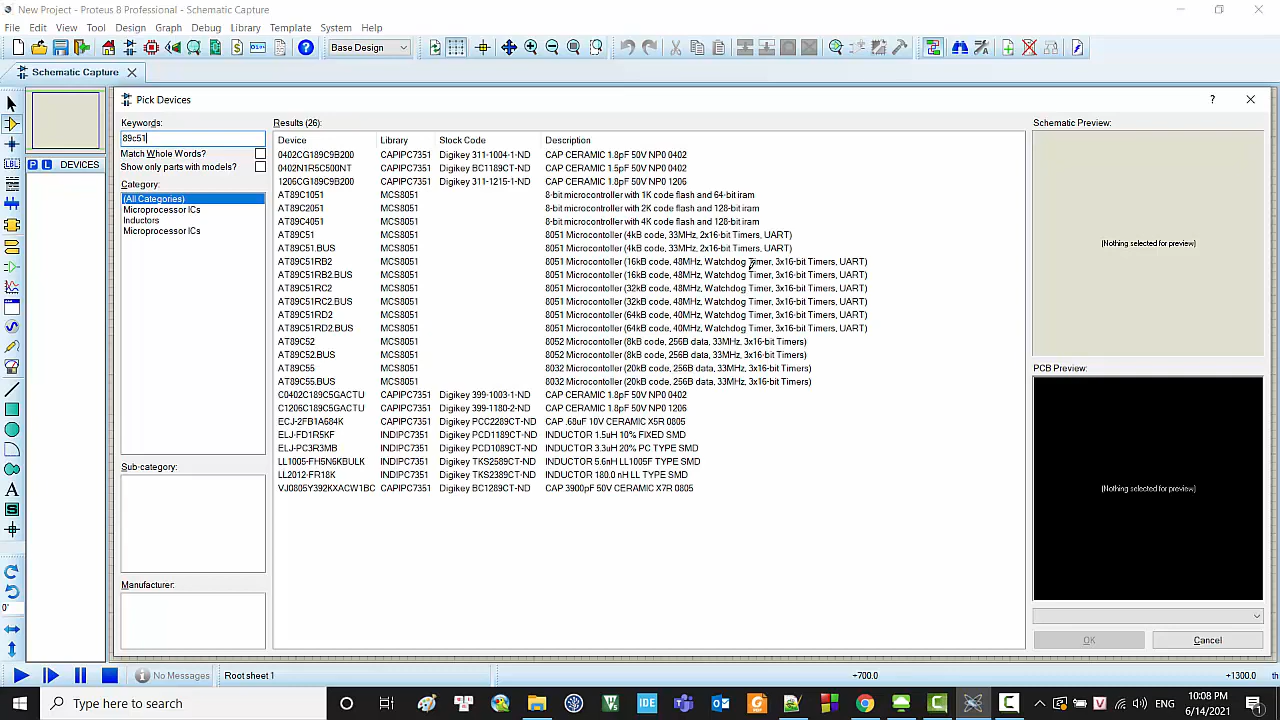 New Project - Proteus 8 Professional - Schematic Capture
File Edit View Tool Design Graph Debug Library Template System Help
Base Design
Schematic Capture
Pick Devices
Keywords:
89c51
Match Whole Words?
Show only parts with models?
Category:
(All Categories)
Microprocessor ICs
Inductors
Microprocessor ICs
Sub-category:
Manufacturer:
P L DEVICES
Results (26):
Device Library Stock Code Description
0402CG189C9B200 CAPIPC7351 Digikey 311-1004-1-ND CAP CERAMIC 1.8pF 50V NP0 0402
0402N1R5C500NT CAPIPC7351 Digikey BC1189CT-ND CAP CERAMIC 1.5pF 50V NP0 0402
1206CG189C9B200 CAPIPC7351 Digikey 311-1215-1-ND CAP CERAMIC 1.8pF 50V NP0 1206
AT89C1051 MCS8051 8-bit microcontroller with 1K code flash and 64-bit iram
AT89C2051 MCS8051 8-bit microcontroller with 2K code flash and 128-bit iram
AT89C4051 MCS8051 8-bit microcontroller with 4K code flash and 128-bit iram
AT89C51 MCS8051 8051 Microcontoller (4kB code, 33MHz, 2x16-bit Timers, UART)
AT89C51.BUS MCS8051 8051 Microcontoller (4kB code, 33MHz, 2x16-bit Timers, UART)
AT89C51RB2 MCS8051 8051 Microcontoller (16kB code, 48MHz, Watchdog Timer, 3x16-bit Timers, UART)
AT89C51RB2.BUS MCS8051 8051 Microcontoller (16kB code, 48MHz, Watchdog Timer, 3x16-bit Timers, UART)
AT89C51RC2 MCS8051 8051 Microcontoller (32kB code, 48MHz, Watchdog Timer, 3x16-bit Timers, UART)
AT89C51RC2.BUS MCS8051 8051 Microcontoller (32kB code, 48MHz, Watchdog Timer, 3x16-bit Timers, UART)
AT89C51RD2 MCS8051 8051 Microcontoller (64kB code, 40MHz, Watchdog Timer, 3x16-bit Timers, UART)
AT89C51RD2.BUS MCS8051 8051 Microcontoller (64kB code, 40MHz, Watchdog Timer, 3x16-bit Timers, UART)
AT89C52 MCS8051 8052 Microcontoller (8kB code, 256B data, 33MHz, 3x16-bit Timers)
AT89C52.BUS MCS8051 8052 Microcontoller (8kB code, 256B data, 33MHz, 3x16-bit Timers)
AT89C55 MCS8051 8032 Microcontoller (20kB code, 256B data, 33MHz, 3x16-bit Timers)
AT89C55.BUS MCS8051 8032 Microcontoller (20kB code, 256B data, 33MHz, 3x16-bit Timers)
C0402C189C5GACTU CAPIPC7351 Digikey 399-1003-1-ND CAP CERAMIC 1.8pF 50V NP0 0402
C1206C189C5GACTU CAPIPC7351 Digikey 399-1180-2-ND CAP CERAMIC 1.8pF 50V NP0 1206
ECJ-2FB1A684K CAPIPC7351 Digikey PCC2289CT-ND CAP .68uF 10V CERAMIC X5R 0805
ELJ-FD1R5KF INDIPC7351 Digikey PCD1189CT-ND INDUCTOR 1.5uH 10% FIXED SMD
ELJ-PC3R3MB INDIPC7351 Digikey PCD1089CT-ND INDUCTOR 3.3uH 20% PC TYPE SMD
LL1005-FH5N6KBULK INDIPC7351 Digikey TKS2589CT-ND INDUCTOR 5.6nH LL1005F TYPE SMD
LL2012-FR18K INDIPC7351 Digikey TKS2389CT-ND INDUCTOR 180.0 nH LL TYPE SMD
VJ0805Y392KXACW1BC CAPIPC7351 Digikey BC1289CT-ND CAP 3900pF 50V CERAMIC X7R 0805
Schematic Preview:
(Nothing selected for preview)
PCB Preview:
(Nothing selected for preview)
OK Cancel
0°
No Messages Root sheet 1 +700.0 +1300.0 th
Type here to search
IDE
V
ENG
10:08 PM
6/14/2021